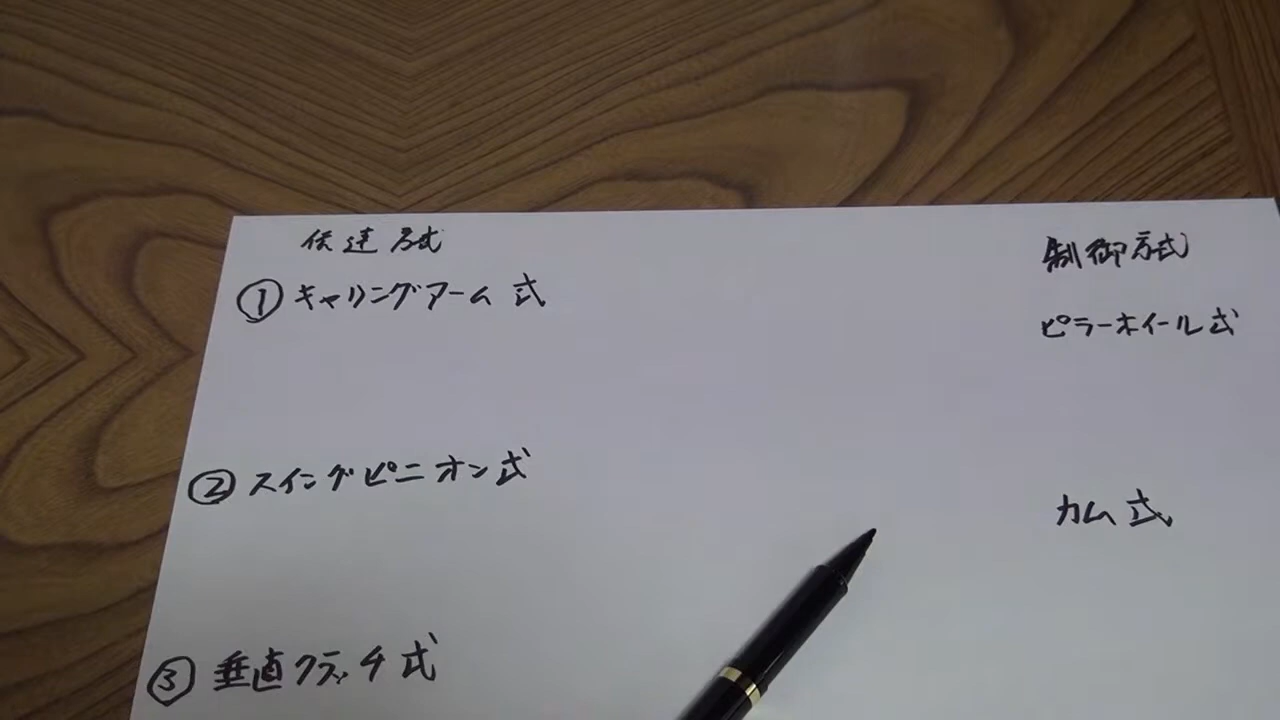 伝達方式
①キャリングアーム式
②スイングピニオン式
③垂直クラッチ式
制御方式
ピラーホイール式
カム式